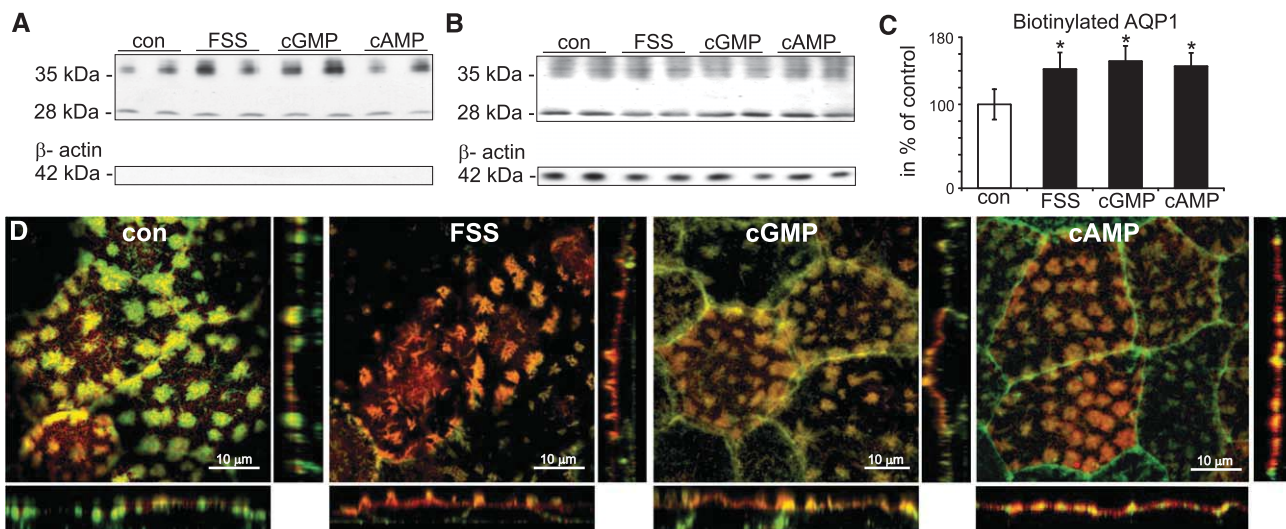 A
con FSS cGMP cAMP
35 kDa -
28 kDa -
β- actin
42 kDa -
B
con FSS cGMP cAMP
35 kDa -
28 kDa -
β- actin
42 kDa -
C
Biotinylated AQP1
in % of control
180
100
0
* * *
con FSS cGMP cAMP
D
con FSS cGMP cAMP
10 µm 10 µm 10 µm 10 µm